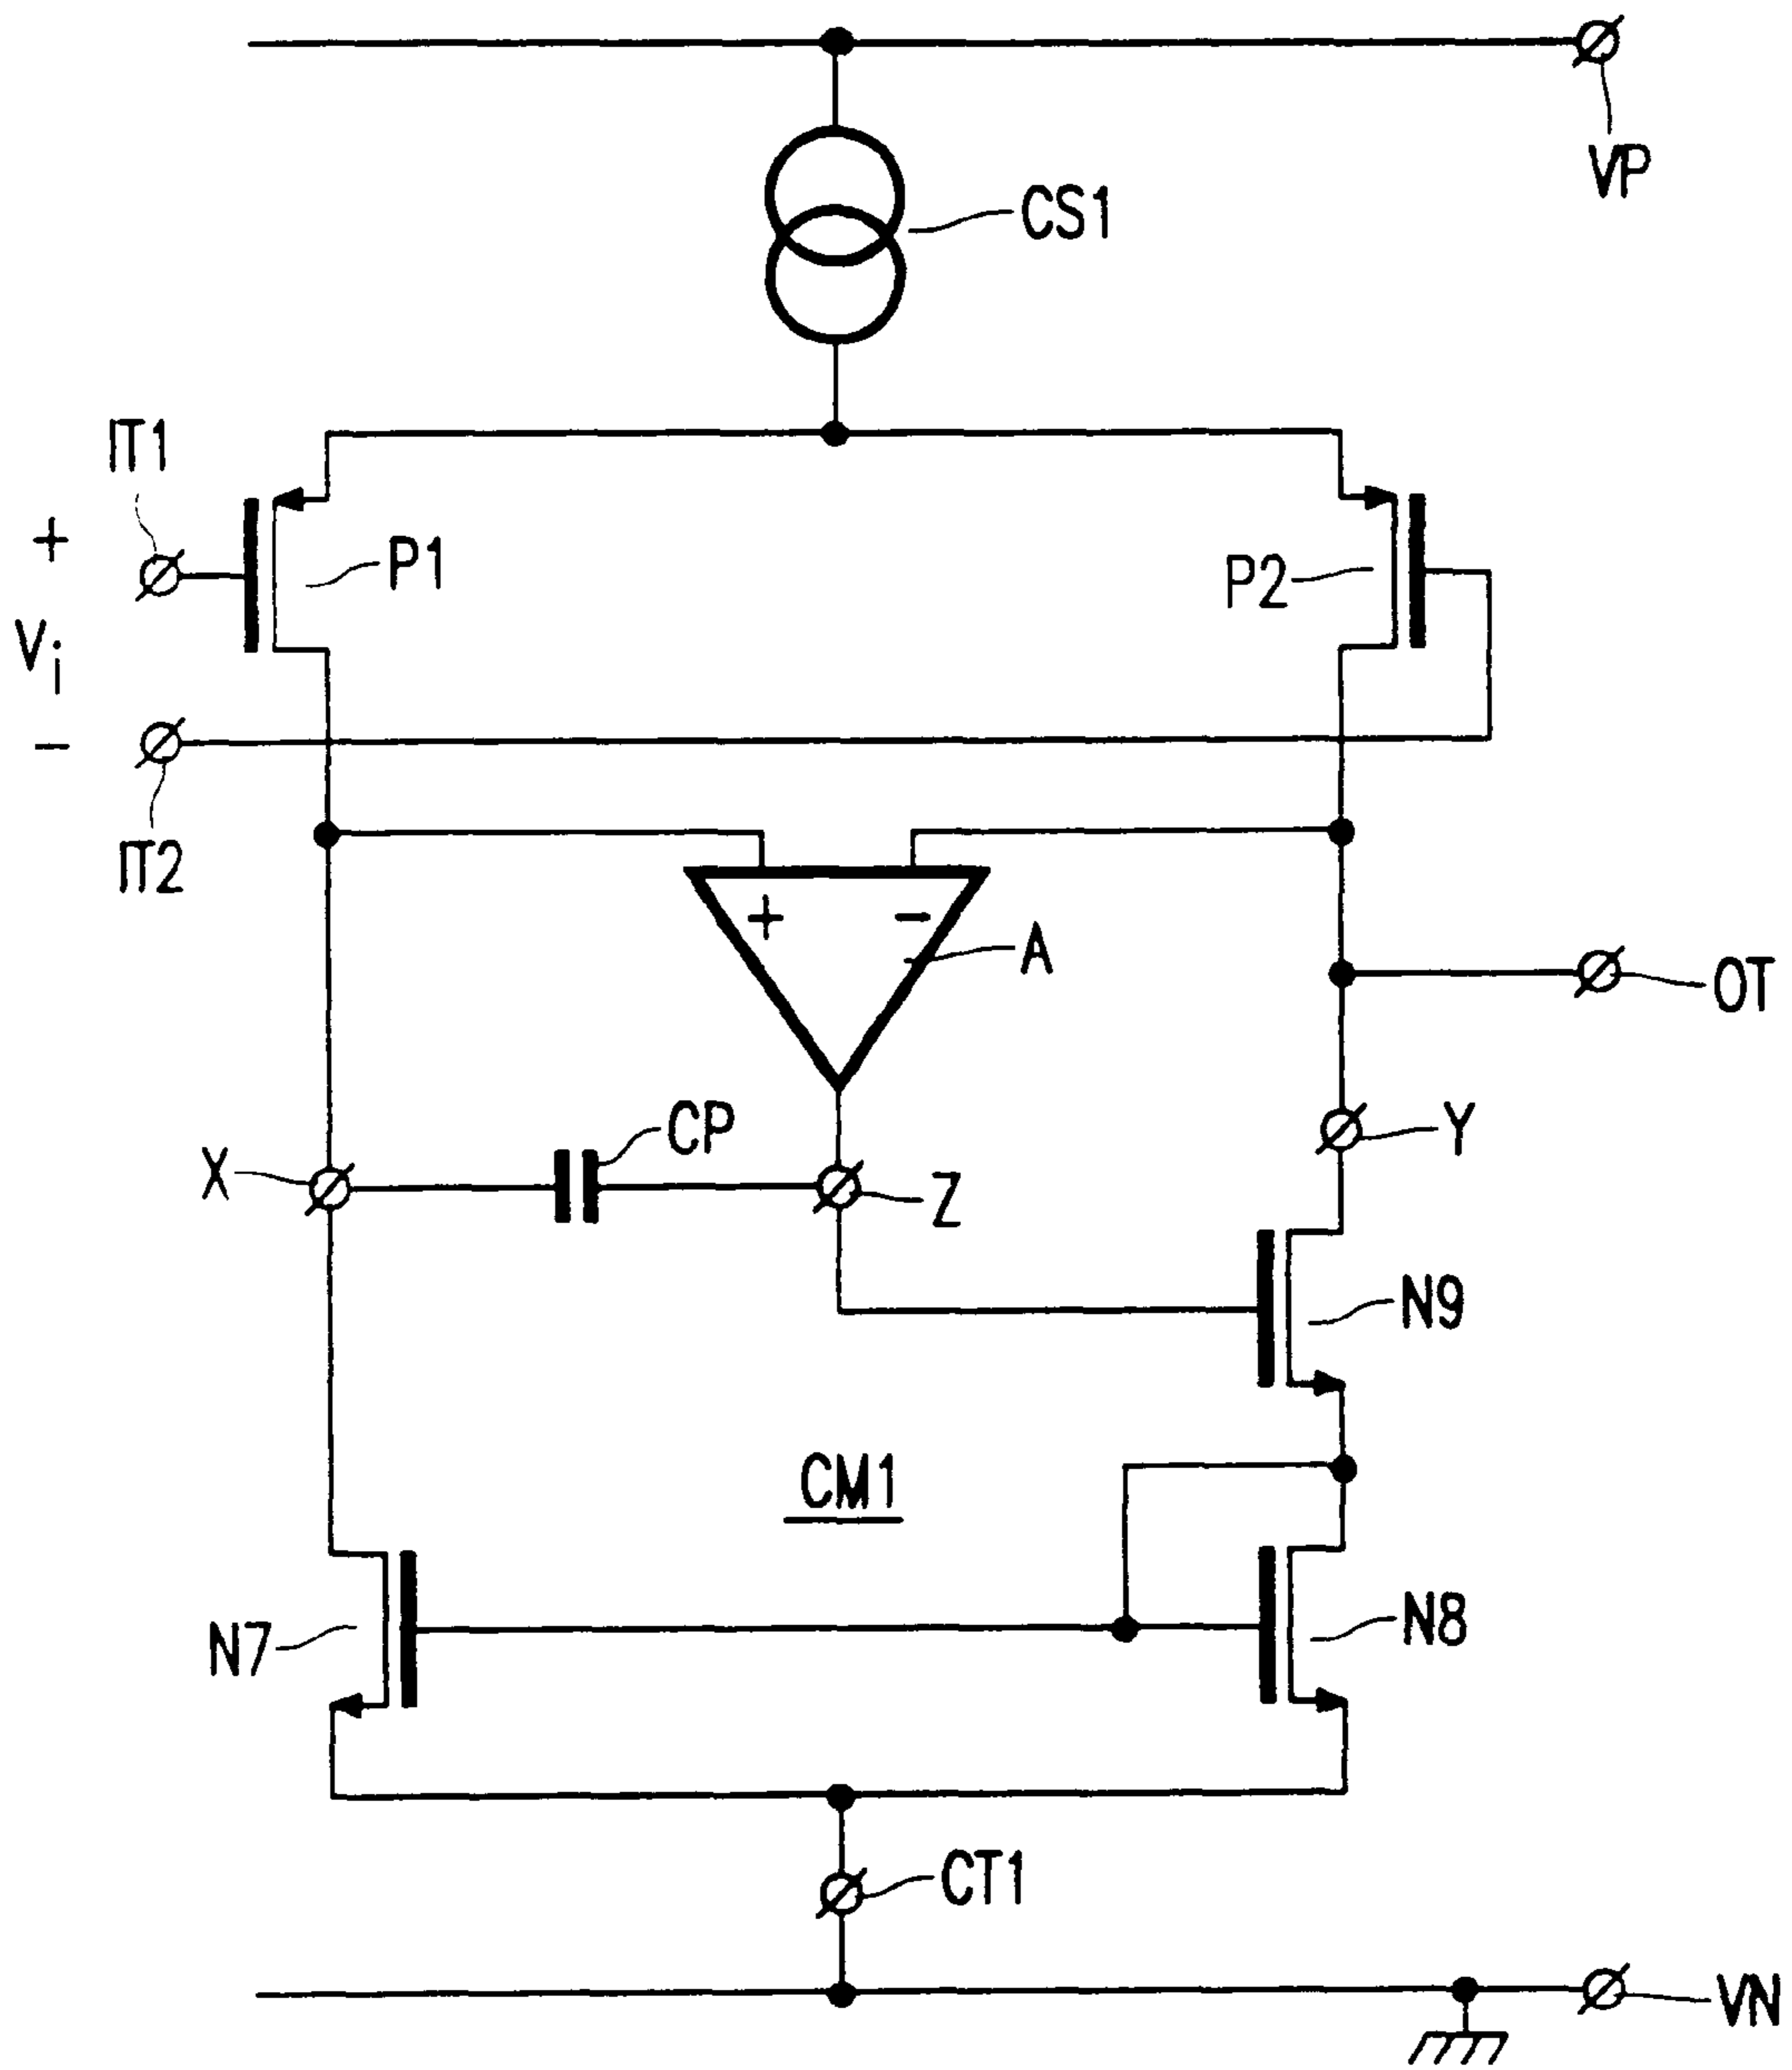 VP
CS1
IT1
+
P1
P2
Vi
−
IT2
+
−
A
OT
CP
Y
X
Z
N9
CM1
N7
N8
CT1
VN